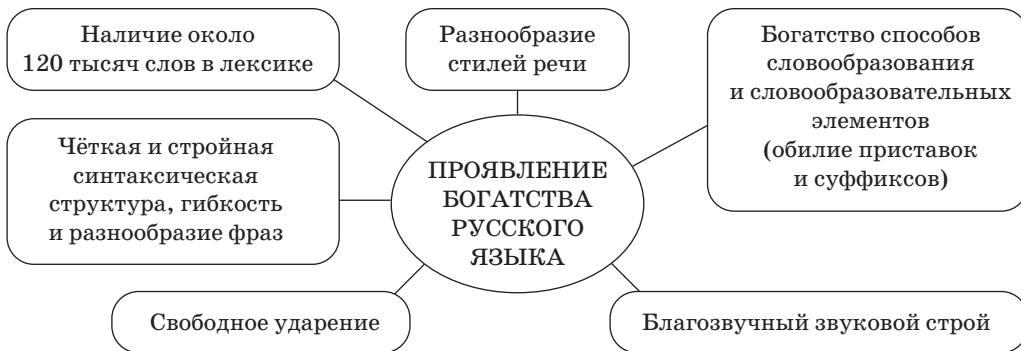 Наличие около
120 тысяч слов в лексике
Разнообразие
стилей речи
Богатство способов
словообразования
и словообразовательных
элементов
(обилие приставок
и суффиксов)
Чёткая и стройная
синтаксическая
структура, гибкость
и разнообразие фраз
ПРОЯВЛЕНИЕ
БОГАТСТВА
РУССКОГО
ЯЗЫКА
Свободное ударение
Благозвучный звуковой строй